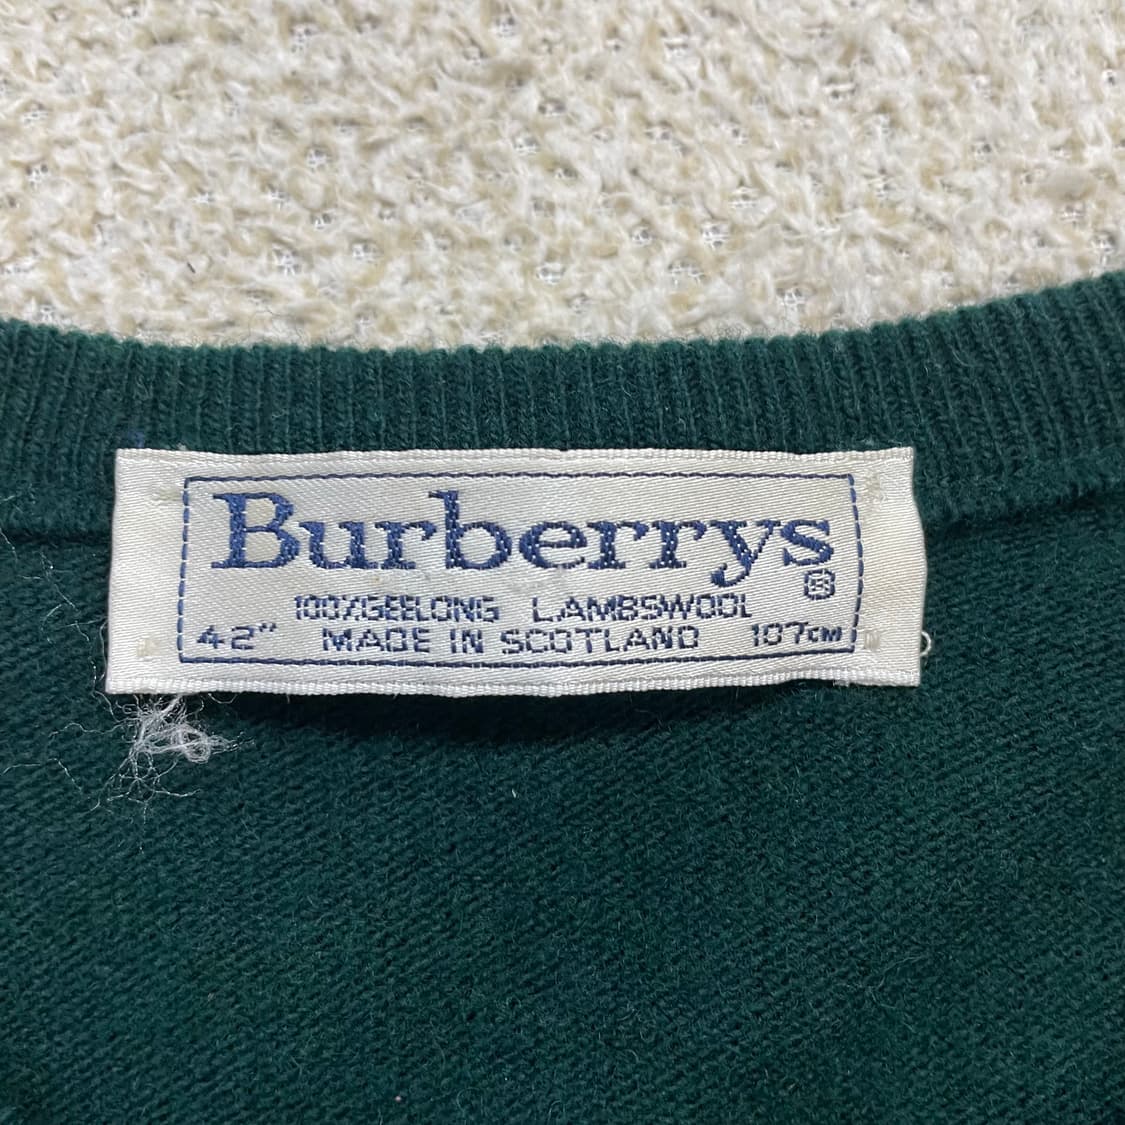 Burberrys
®
100%GEELONG LAMBSWOOL
42" MADE IN SCOTLAND 107CM